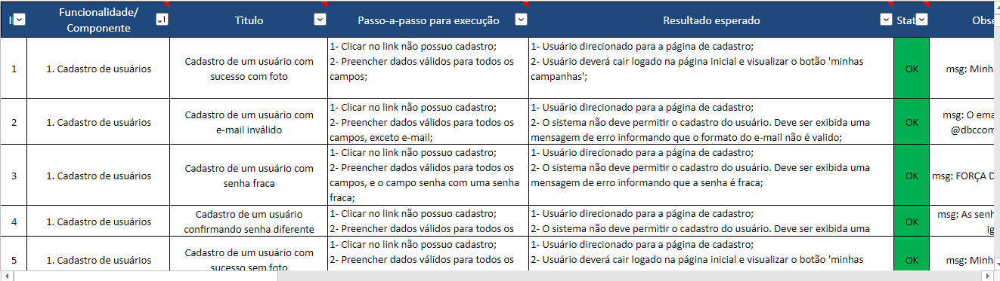 Funcionalidade/
Componente
Titulo
Passo-a-passo para execução
Resultado esperado
Stat
Obse
1
1. Cadastro de usuários
Cadastro de um usuário com
sucesso com foto
1- Clicar no link não possuo cadastro;
2- Preencher dados válidos para todos os
campos;
1- Usuário direcionado para a página de cadastro;
2- Usuário deverá cair logado na página inicial e visualizar o botão 'minhas
campanhas';
OK
msg: Minha
2
1. Cadastro de usuários
Cadastro de um usuário com
e-mail inválido
1- Clicar no link não possuo cadastro;
2- Preencher dados válidos para todos os
campos, exceto e-mail;
1- Usuário direcionado para a página de cadastro;
2- O sistema não deve permitir o cadastro do usuário. Deve ser exibida uma
mensagem de erro informando que o formato do e-mail não é valido;
OK
msg: O ema
@dbccom
3
1. Cadastro de usuários
Cadastro de um usuário com
senha fraca
1- Clicar no link não possuo cadastro;
2- Preencher dados válidos para todos os
campos, e o campo senha com uma senha
fraca;
1- Usuário direcionado para a página de cadastro;
2- O sistema não deve permitir o cadastro do usuário. Deve ser exibida uma
mensagem de erro informando que a senha é fraca;
OK
msg: FORÇA D
4
1. Cadastro de usuários
Cadastro de um usuário
confirmando senha diferente
1- Clicar no link não possuo cadastro;
2- Preencher dados válidos para todos os
1- Usuário direcionado para a página de cadastro;
2- O sistema não deve permitir o cadastro do usuário. Deve ser exibida uma
OK
msg: As senh
ig
5
1. Cadastro de usuários
Cadastro de um usuário com
sucesso sem foto
1- Clicar no link não possuo cadastro;
2- Preencher dados válidos para todos os
1- Usuário direcionado para a página de cadastro;
2- Usuário deverá cair logado na página inicial e visualizar o botão 'minhas
OK
msg: Minha